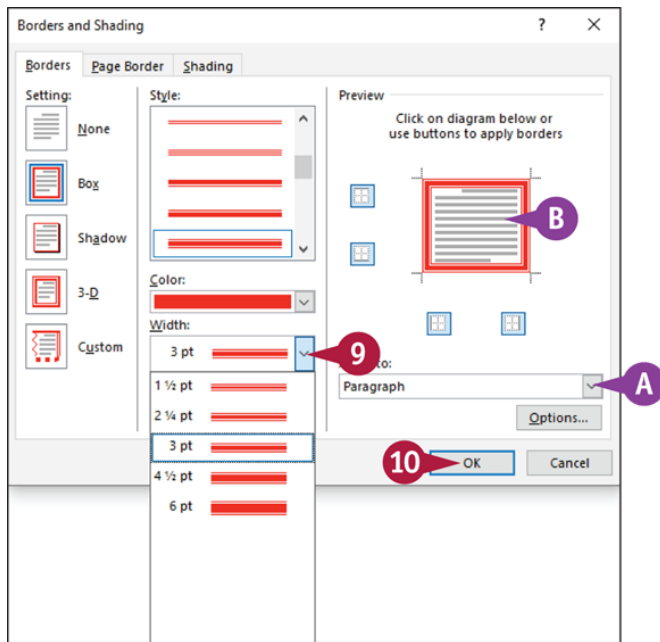 Borders and Shading ? ×
Borders Page Border Shading
Setting:
None
Box
Shadow
3-D
Custom
Style:
Color:
Width:
3 pt
9
1 ½ pt
2 ¼ pt
3 pt
4 ½ pt
6 pt
Preview
Click on diagram below or
use buttons to apply borders
B
to:
Paragraph
A
Options...
10
OK
Cancel